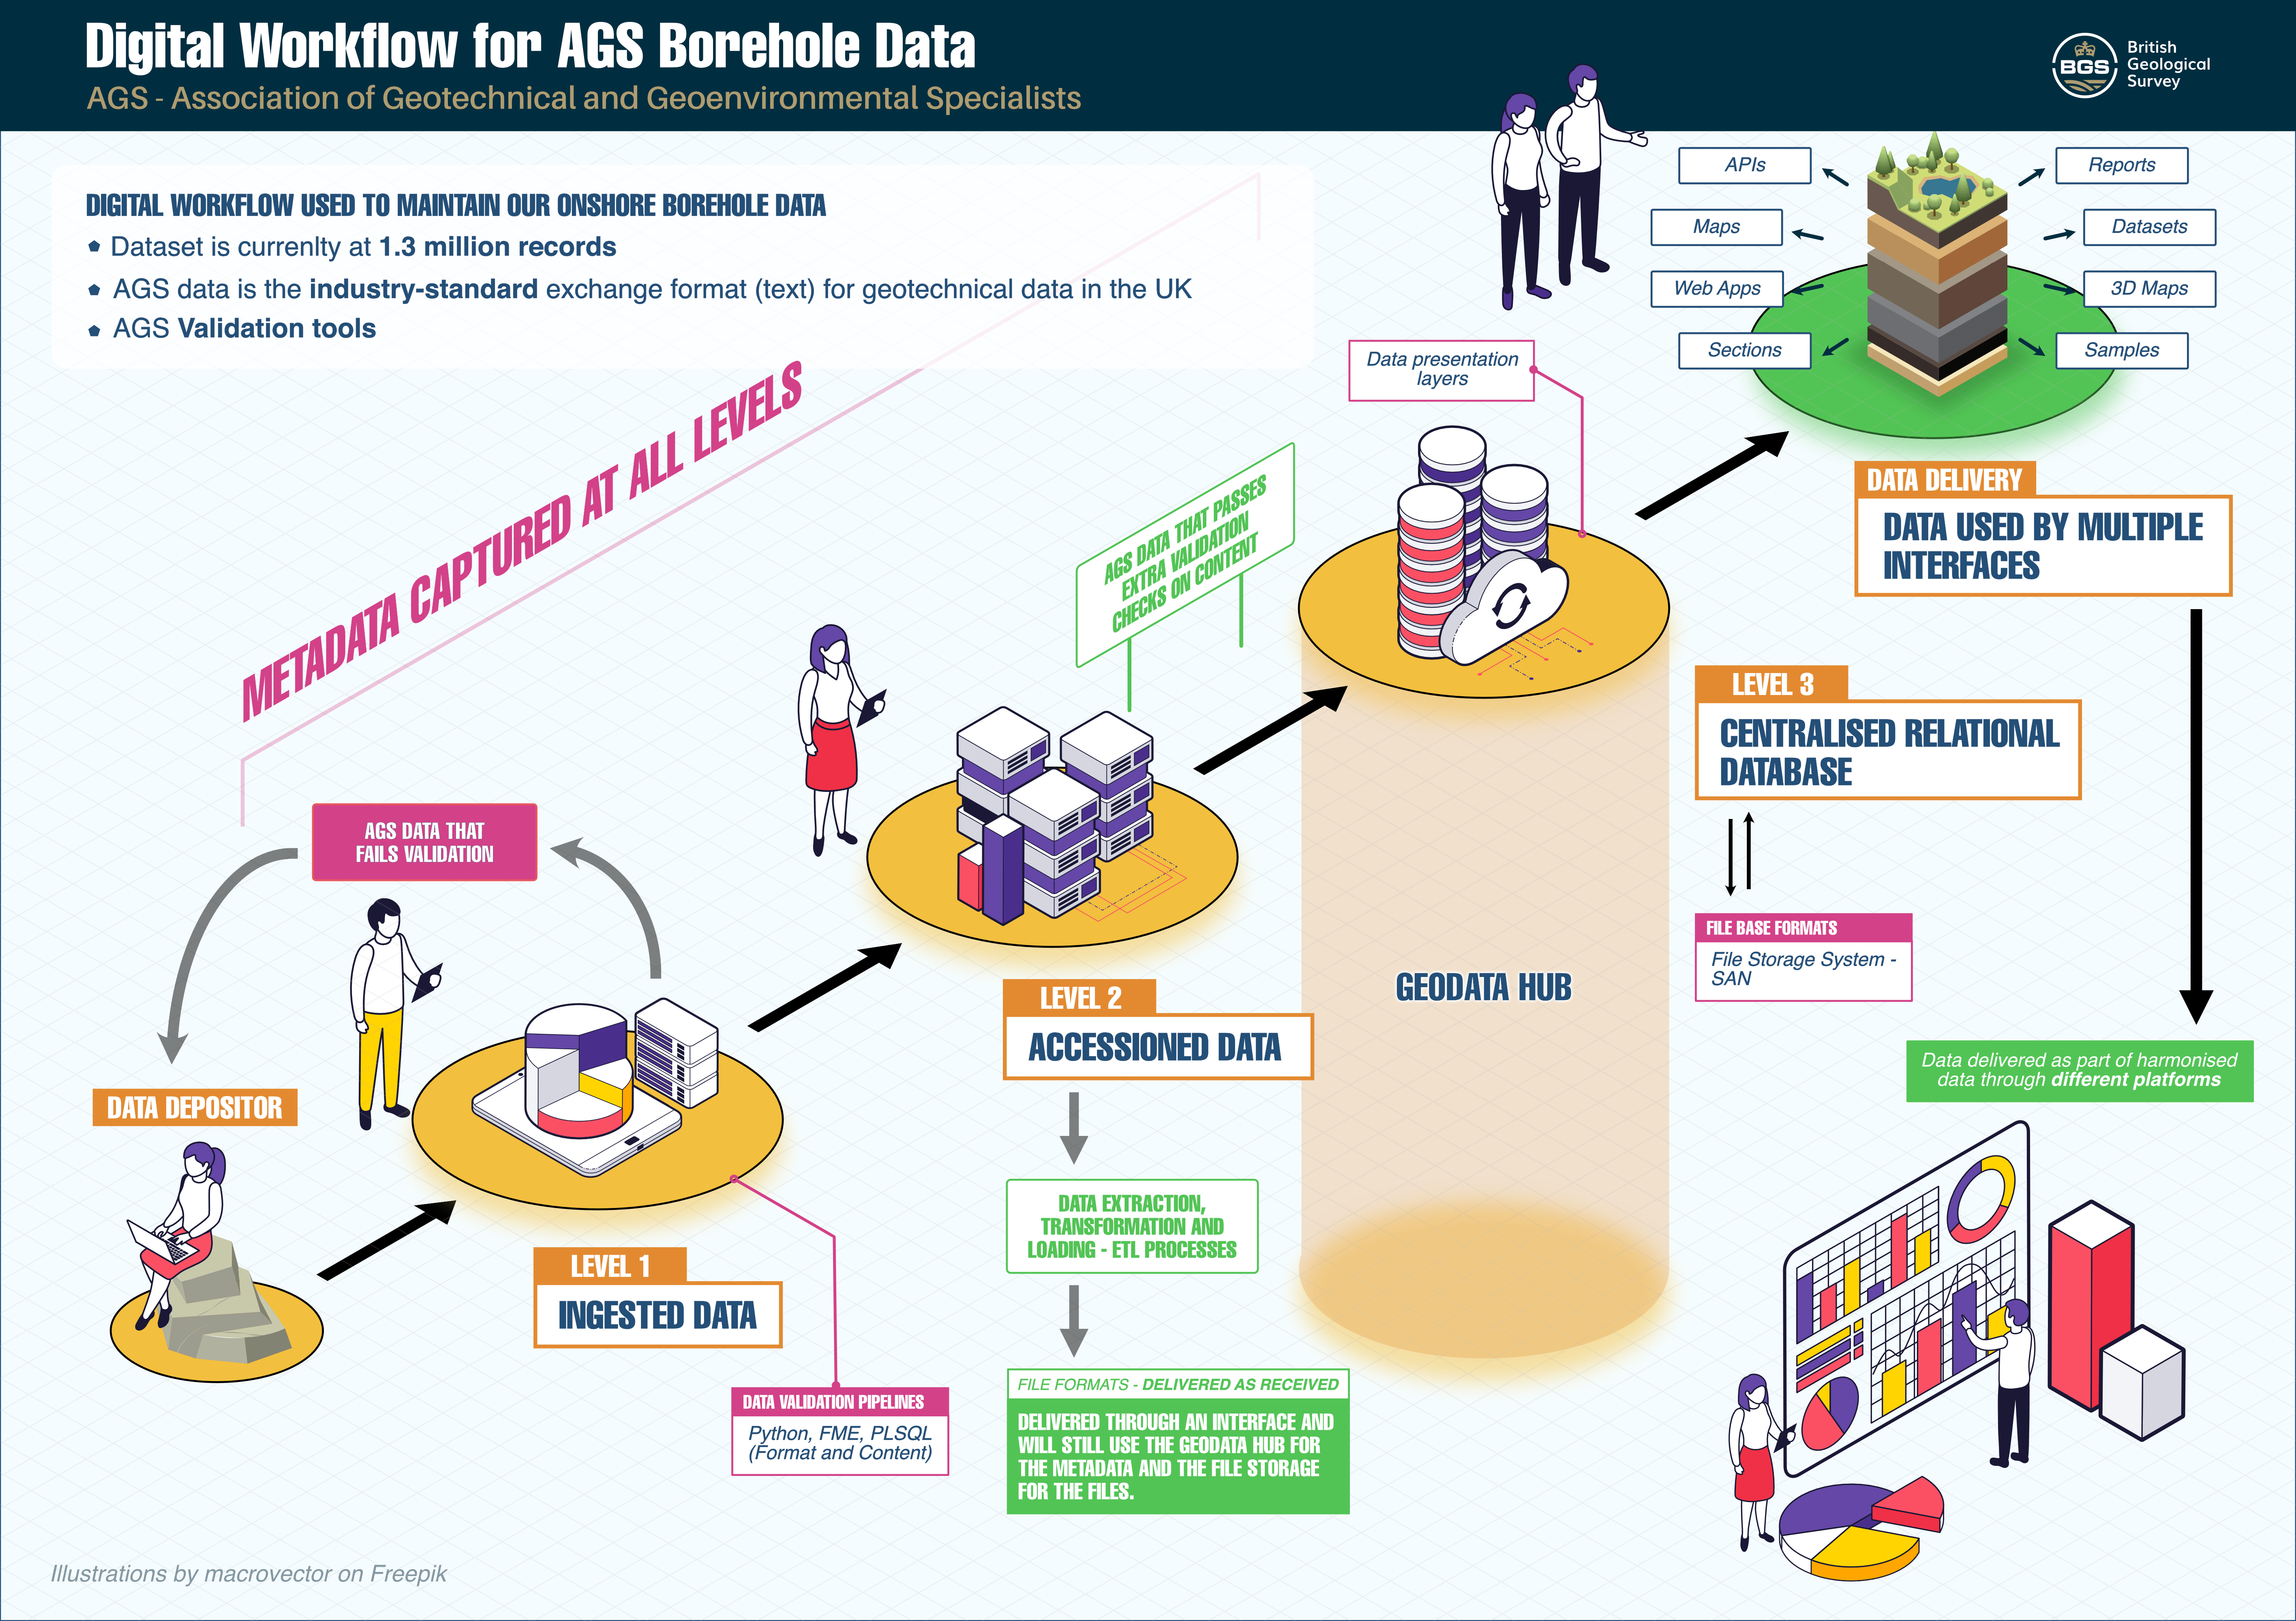 Digital Workflow for AGS Borehole Data
AGS - Association of Geotechnical and Geoenvironmental Specialists
BGS
British
Geological
Survey
DIGITAL WORKFLOW USED TO MAINTAIN OUR ONSHORE BOREHOLE DATA
Dataset is currenlty at 1.3 million records
AGS data is the industry-standard exchange format (text) for geotechnical data in the UK
AGS Validation tools
APIs
Maps
Web Apps
Sections
Reports
Datasets
3D Maps
Samples
Data presentation
layers
METADATA CAPTURED AT ALL LEVELS
AGS DATA THAT PASSES
EXTRA VALIDATION
CHECKS ON CONTENT
DATA DELIVERY
DATA USED BY MULTIPLE
INTERFACES
LEVEL 3
CENTRALISED RELATIONAL
DATABASE
AGS DATA THAT
FAILS VALIDATION
FILE BASE FORMATS
File Storage System -
SAN
GEODATA HUB
LEVEL 2
ACCESSIONED DATA
Data delivered as part of harmonised
data through different platforms
DATA DEPOSITOR
DATA EXTRACTION,
TRANSFORMATION AND
LOADING - ETL PROCESSES
LEVEL 1
INGESTED DATA
DATA VALIDATION PIPELINES
Python, FME, PLSQL
(Format and Content)
FILE FORMATS - DELIVERED AS RECEIVED
DELIVERED THROUGH AN INTERFACE AND
WILL STILL USE THE GEODATA HUB FOR
THE METADATA AND THE FILE STORAGE
FOR THE FILES.
Illustrations by macrovector on Freepik